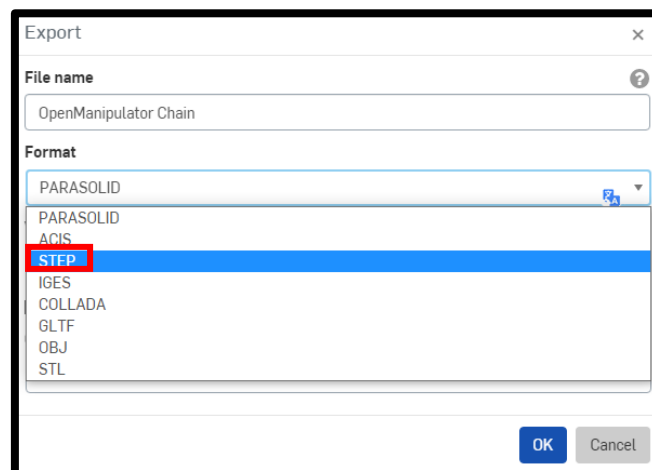 Export
File name
OpenManipulator Chain
Format
PARASOLID
PARASOLID
ACIS
STEP
IGES
COLLADA
GLTF
OBJ
STL
OK Cancel